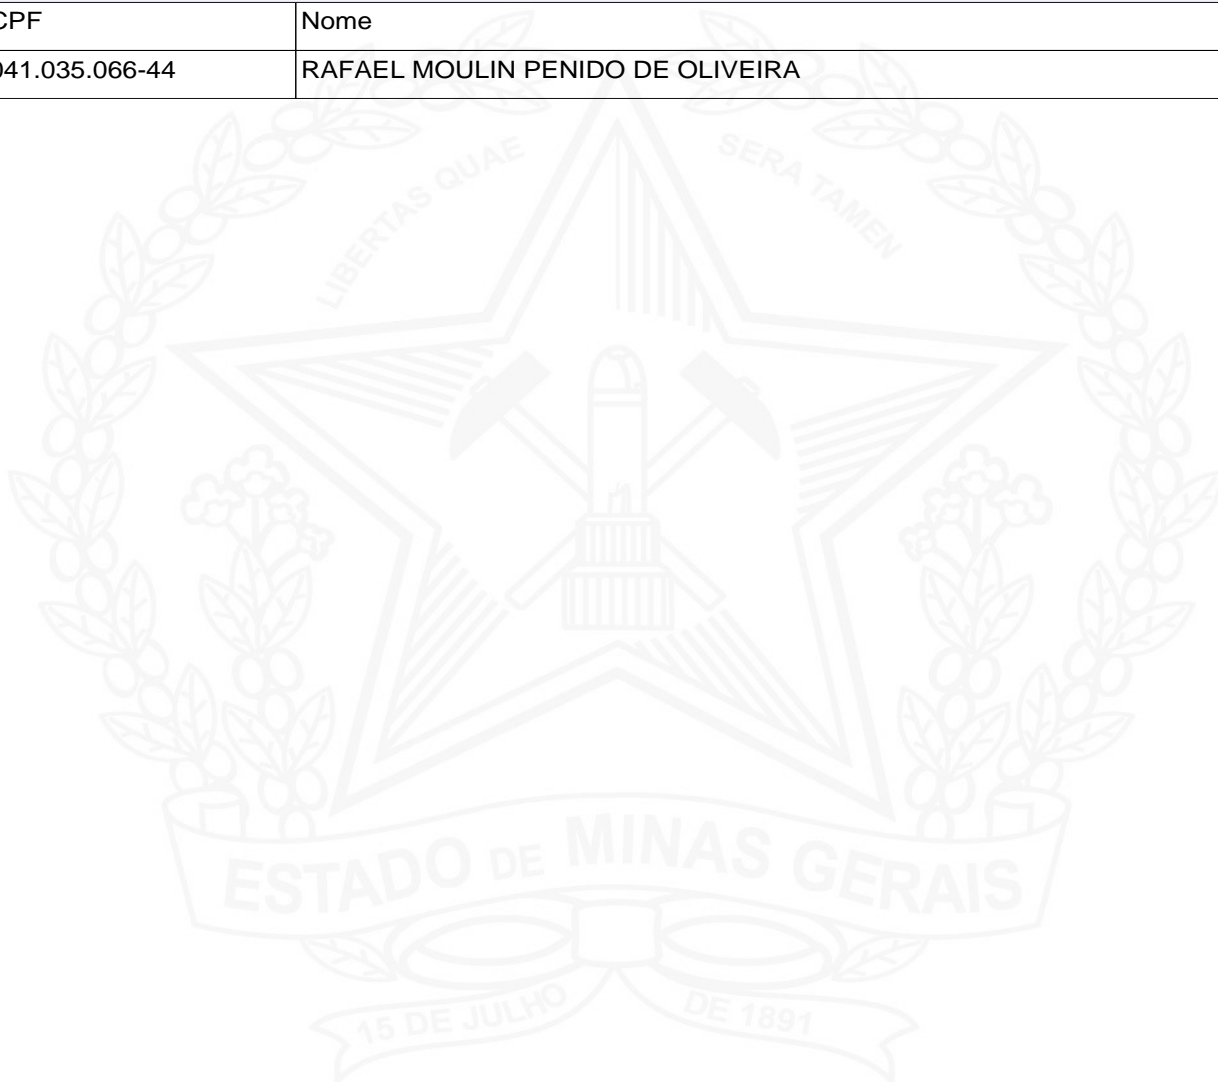 CPF Nome
041.035.066-44 RAFAEL MOULIN PENIDO DE OLIVEIRA
LIBERTAS QUAE SERA TAMEN
ESTADO DE MINAS GERAIS
15 DE JULHO DE 1891